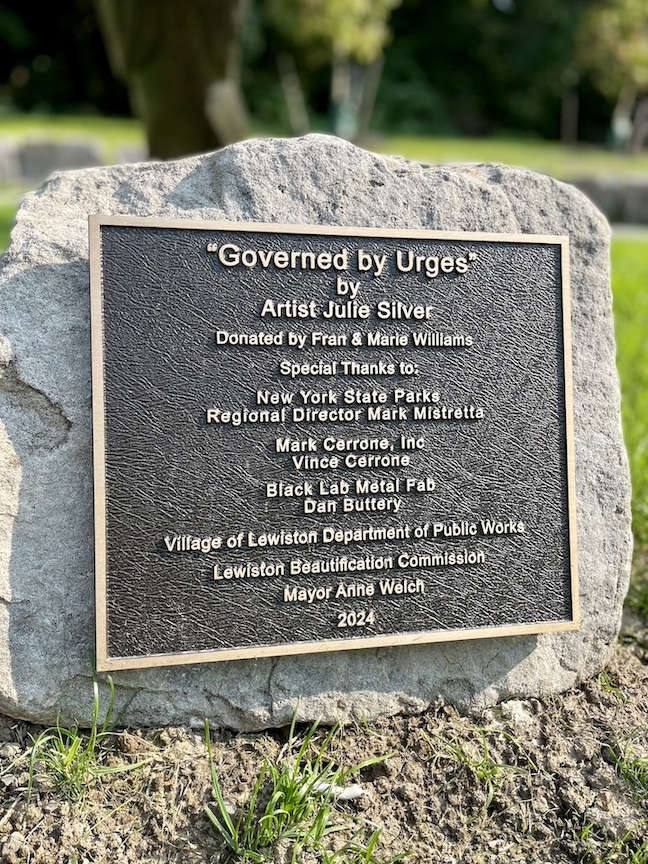 “Governed by Urges”
by
Artist Julie Silver
Donated by Fran & Marie Williams
Special Thanks to:
New York State Parks
Regional Director Mark Mistretta
Mark Cerrone, Inc
Vince Cerrone
Black Lab Metal Fab
Dan Buttery
Village of Lewiston Department of Public Works
Lewiston Beautification Commission
Mayor Anne Welch
2024